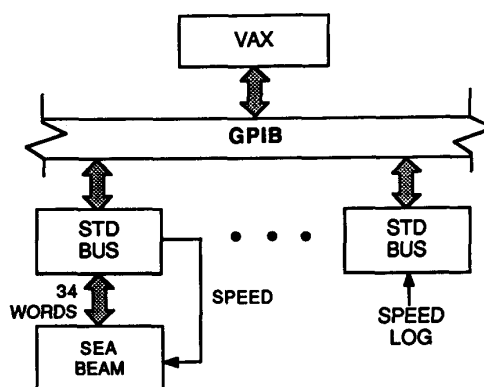 VAX
GPIB
STD
BUS
STD
BUS
34
WORDS
SPEED
SPEED
LOG
SEA
BEAM